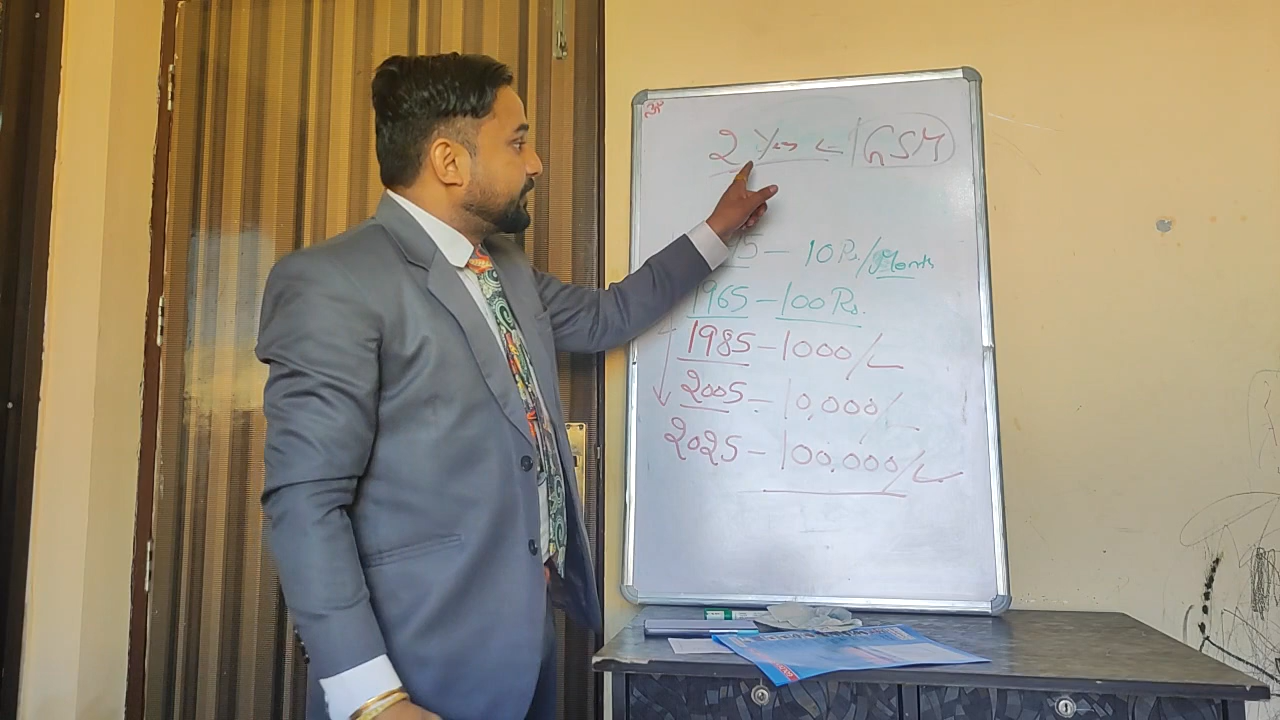 ॐ
2 Yrs ← | GSM
5 – 10 Rs/Month
1965 – 100 Rs.
1985 – 1000/-
2005 – 10,000/-
2025 – 100,000/-